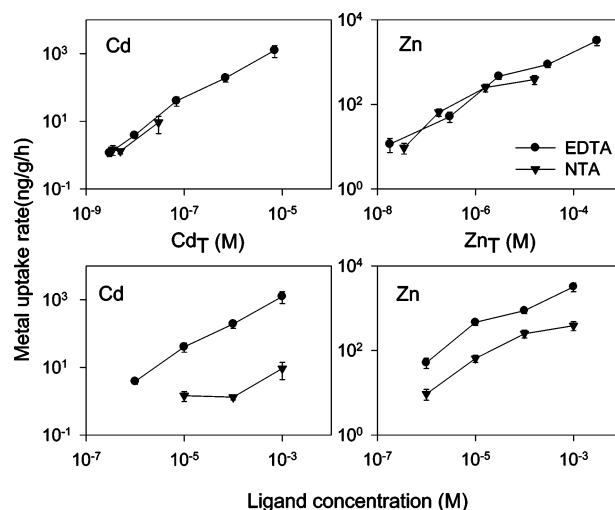 Metal uptake rate(ng/g/h)
Cd
10^3
10^1
10^-1
10^-9
10^-7
10^-5
Cd_T (M)
Zn
10^4
10^2
10^0
10^-8
10^-6
10^-4
Zn_T (M)
EDTA
NTA
Cd
10^3
10^1
10^-1
10^-7
10^-5
10^-3
Zn
10^4
10^2
10^0
10^-7
10^-5
10^-3
Ligand concentration (M)